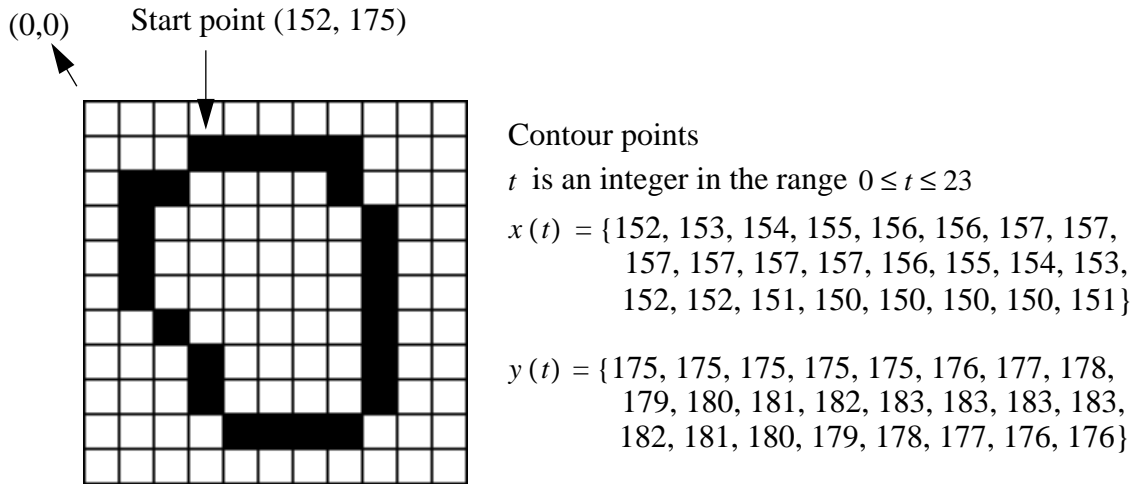 (0,0)
Start point (152, 175)
Contour points
t is an integer in the range 0 ≤ t ≤ 23
x(t) = {152, 153, 154, 155, 156, 156, 157, 157,
157, 157, 157, 157, 156, 155, 154, 153,
152, 152, 151, 150, 150, 150, 150, 151}
y(t) = {175, 175, 175, 175, 175, 176, 177, 178,
179, 180, 181, 182, 183, 183, 183, 183,
182, 181, 180, 179, 178, 177, 176, 176}